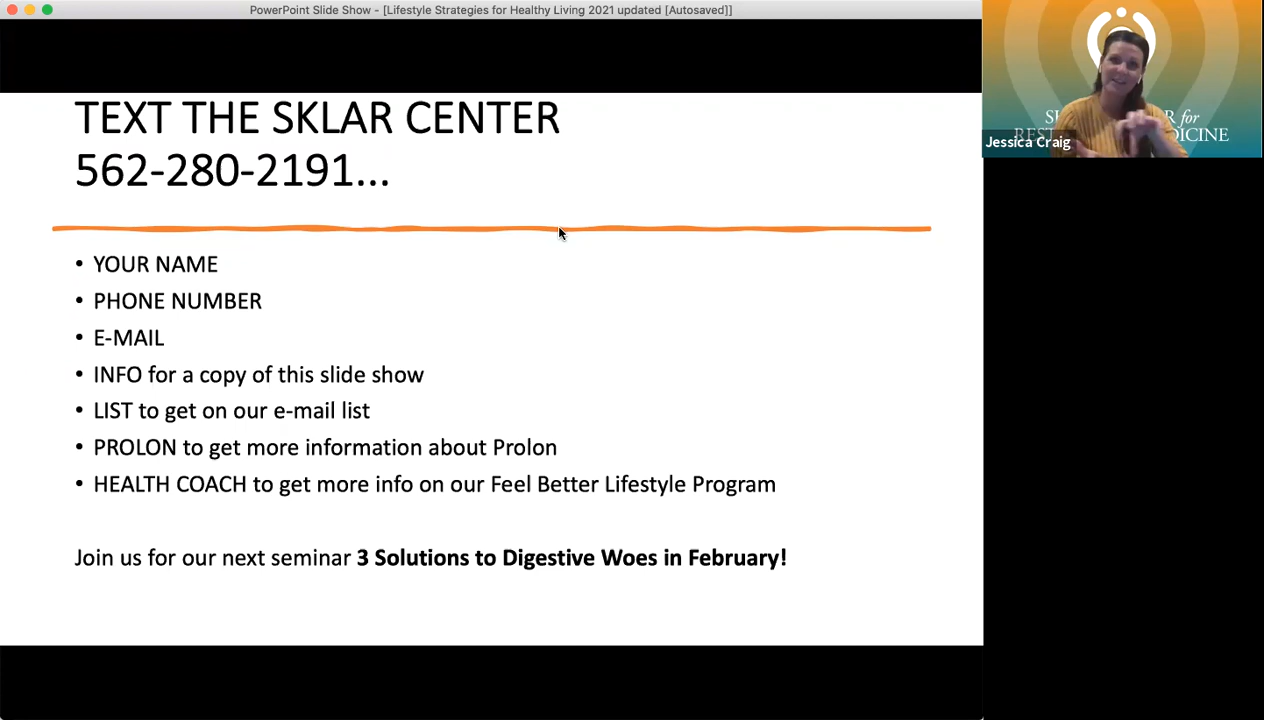 PowerPoint Slide Show - [Lifestyle Strategies for Healthy Living 2021 updated [Autosaved]]
TEXT THE SKLAR CENTER
562-280-2191...
• YOUR NAME
• PHONE NUMBER
• E-MAIL
• INFO for a copy of this slide show
• LIST to get on our e-mail list
• PROLON to get more information about Prolon
• HEALTH COACH to get more info on our Feel Better Lifestyle Program
Join us for our next seminar 3 Solutions to Digestive Woes in February!
for
Jessica Craig